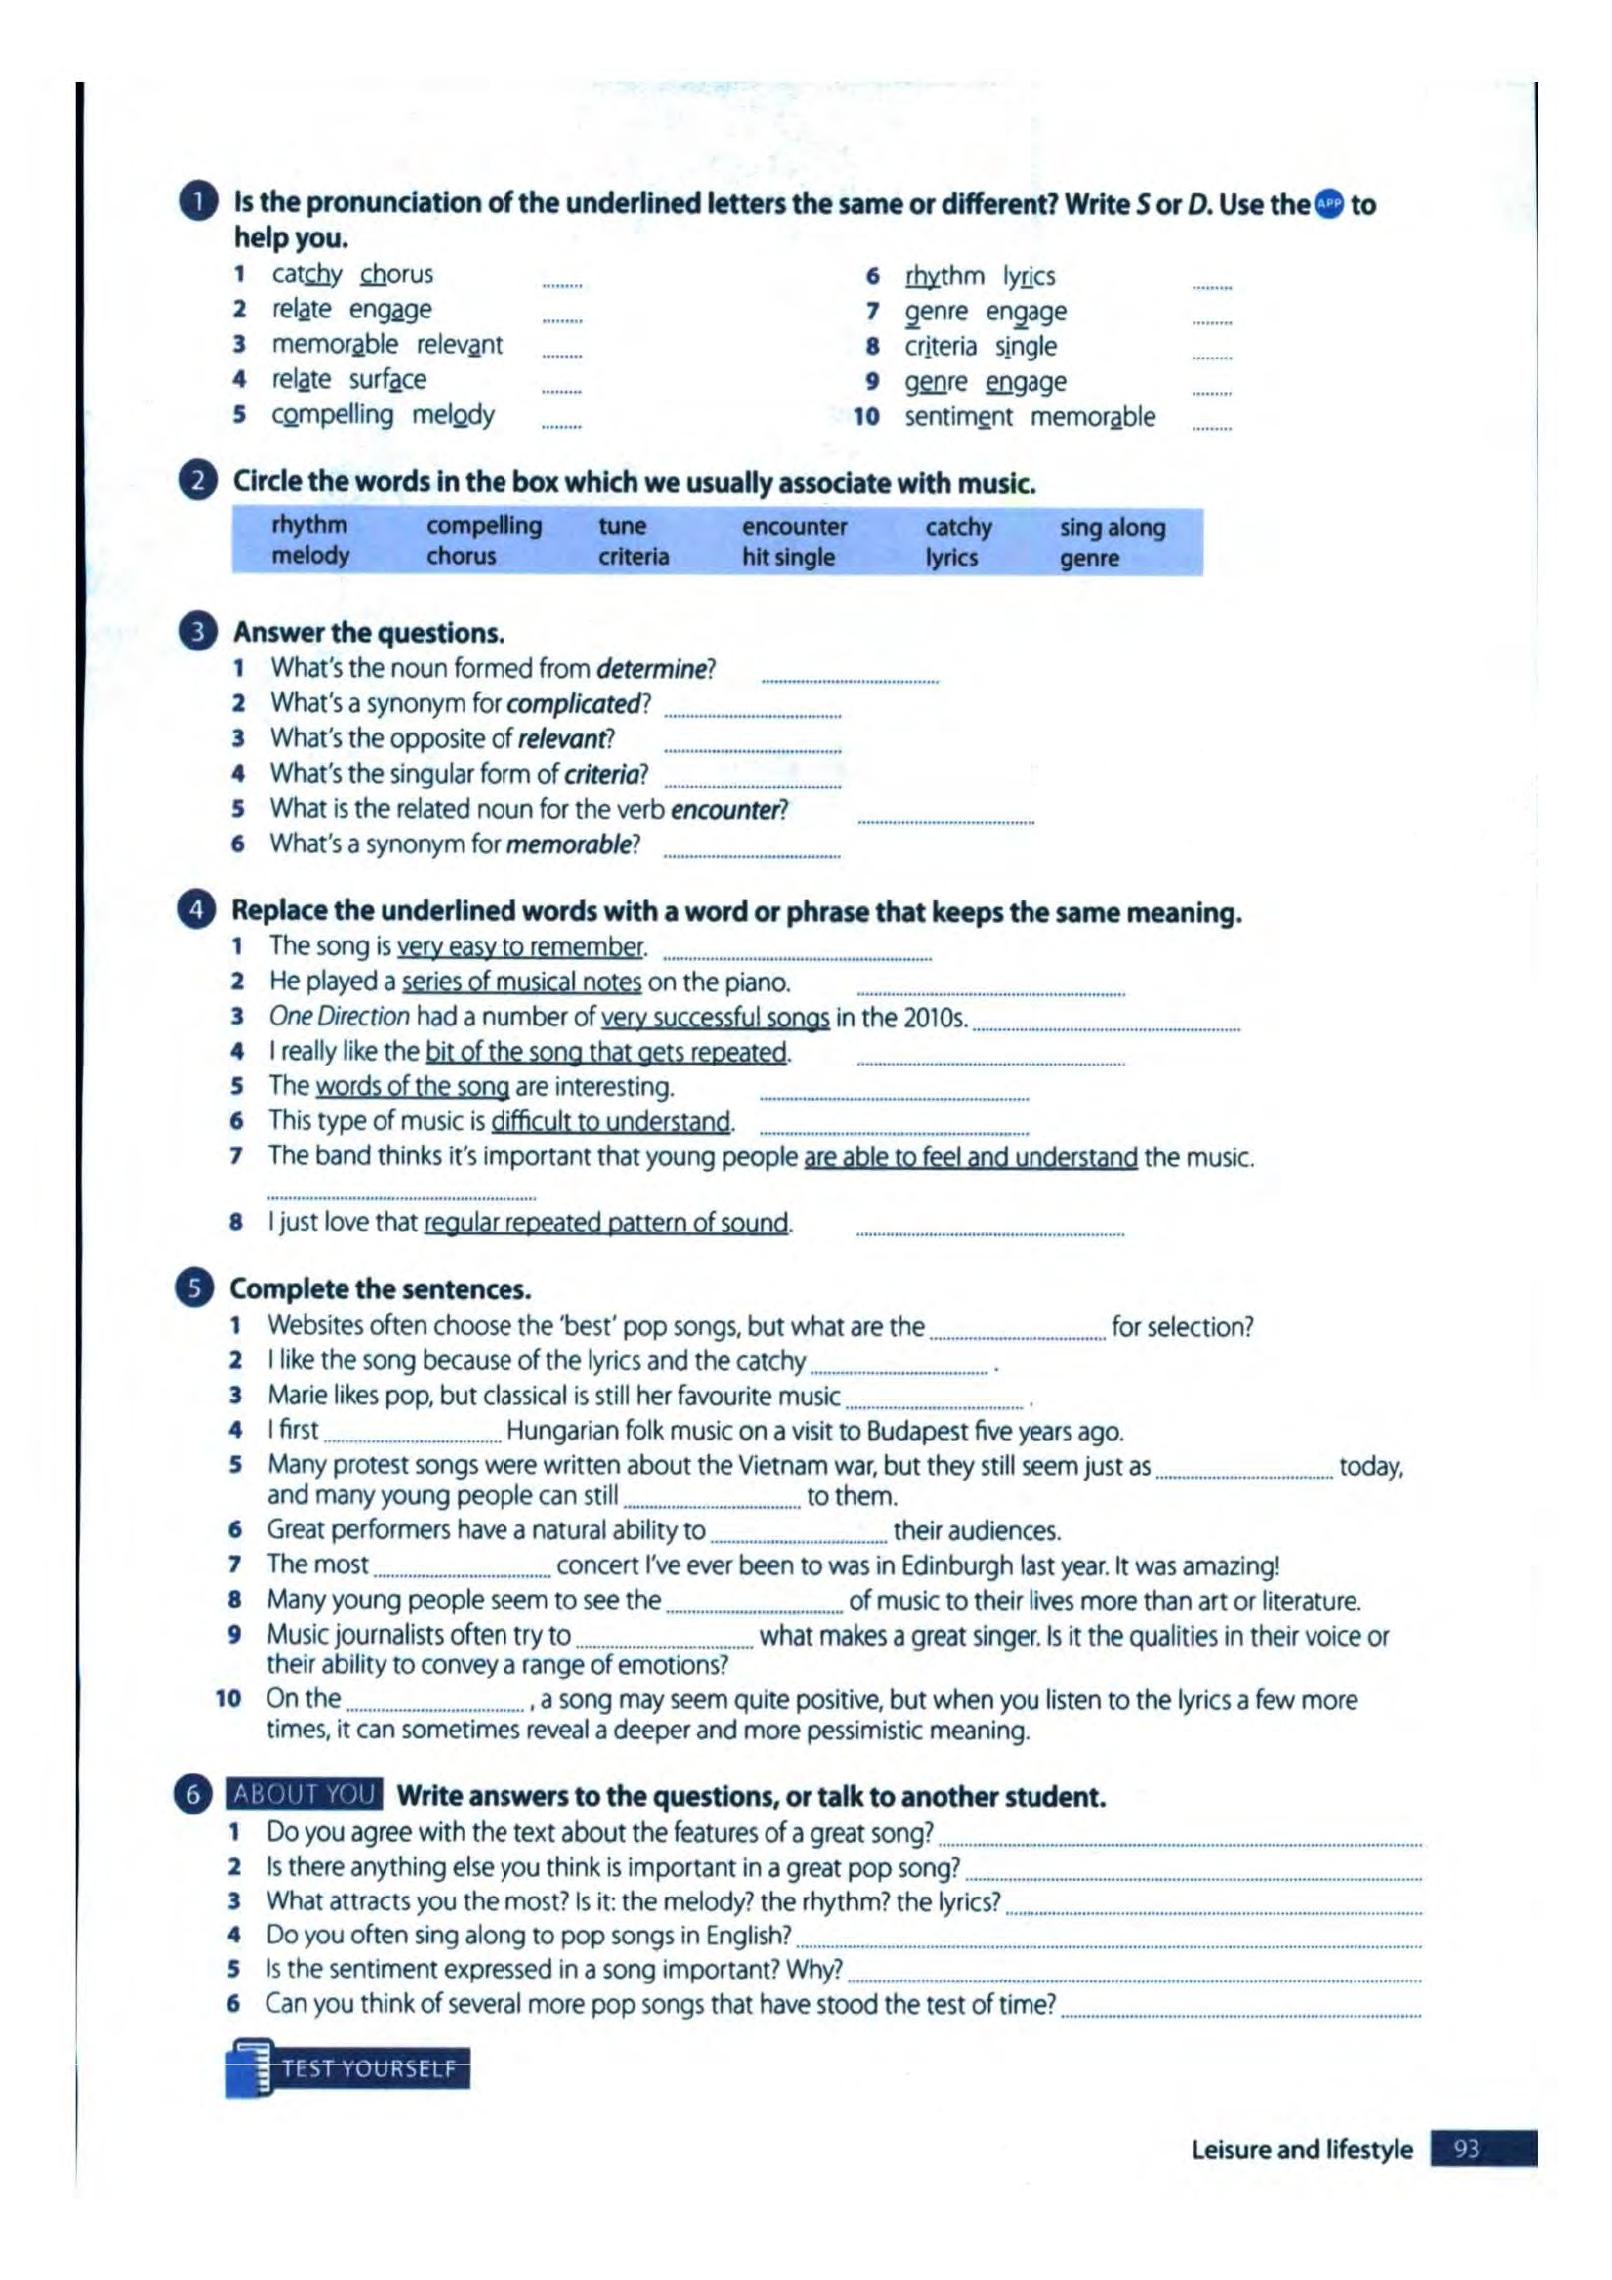 1 Is the pronunciation of the underlined letters the same or different? Write S or D. Use the APP to
help you.
1 catchy chorus ........
2 relate engage ........
3 memorable relevant ........
4 relate surface ........
5 compelling melody ........
6 rhythm lyrics ........
7 genre engage ........
8 criteria single ........
9 genre engage ........
10 sentiment memorable ........
2 Circle the words in the box which we usually associate with music.
rhythm compelling tune encounter catchy sing along
melody chorus criteria hit single lyrics genre
3 Answer the questions.
1 What's the noun formed from determine? ........
2 What's a synonym for complicated? ........
3 What's the opposite of relevant? ........
4 What's the singular form of criteria? ........
5 What is the related noun for the verb encounter? ........
6 What's a synonym for memorable? ........
4 Replace the underlined words with a word or phrase that keeps the same meaning.
1 The song is very easy to remember. ........
2 He played a series of musical notes on the piano. ........
3 One Direction had a number of very successful songs in the 2010s. ........
4 I really like the bit of the song that gets repeated. ........
5 The words of the song are interesting. ........
6 This type of music is difficult to understand. ........
7 The band thinks it's important that young people are able to feel and understand the music.
........
8 I just love that regular repeated pattern of sound. ........
5 Complete the sentences.
1 Websites often choose the 'best' pop songs, but what are the ........ for selection?
2 I like the song because of the lyrics and the catchy ........ .
3 Marie likes pop, but classical is still her favourite music ........ .
4 I first ........ Hungarian folk music on a visit to Budapest five years ago.
5 Many protest songs were written about the Vietnam war, but they still seem just as ........ today,
and many young people can still ........ to them.
6 Great performers have a natural ability to ........ their audiences.
7 The most ........ concert I've ever been to was in Edinburgh last year. It was amazing!
8 Many young people seem to see the ........ of music to their lives more than art or literature.
9 Music journalists often try to ........ what makes a great singer. Is it the qualities in their voice or
their ability to convey a range of emotions?
10 On the ........ , a song may seem quite positive, but when you listen to the lyrics a few more
times, it can sometimes reveal a deeper and more pessimistic meaning.
6 ABOUT YOU Write answers to the questions, or talk to another student.
1 Do you agree with the text about the features of a great song? ........
2 Is there anything else you think is important in a great pop song? ........
3 What attracts you the most? Is it: the melody? the rhythm? the lyrics? ........
4 Do you often sing along to pop songs in English? ........
5 Is the sentiment expressed in a song important? Why? ........
6 Can you think of several more pop songs that have stood the test of time? ........
TEST YOURSELF
Leisure and lifestyle 93